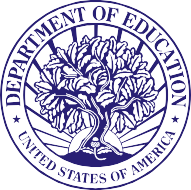 DEPARTMENT OF EDUCATION
UNITED STATES OF AMERICA